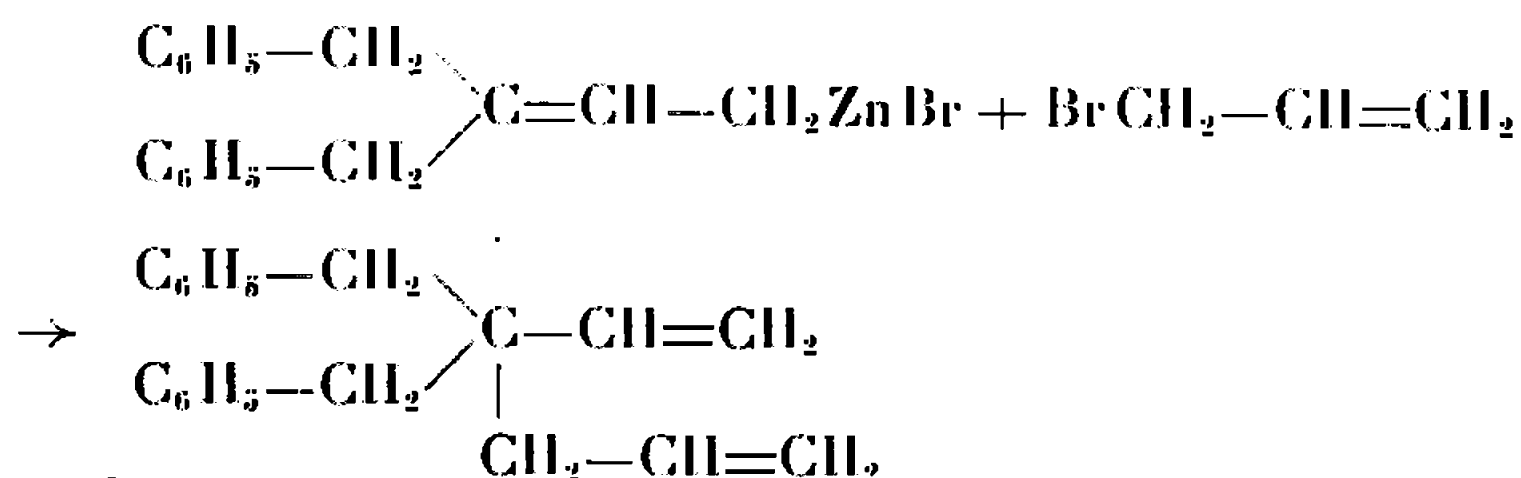 C₆H₅—CH₂
C=CH—CH₂ZnBr + BrCH₂—CH=CH₂
C₆H₅—CH₂
C₆H₅—CH₂
→ C—CH=CH₂
C₆H₅—CH₂
CH₂—CH=CH₂